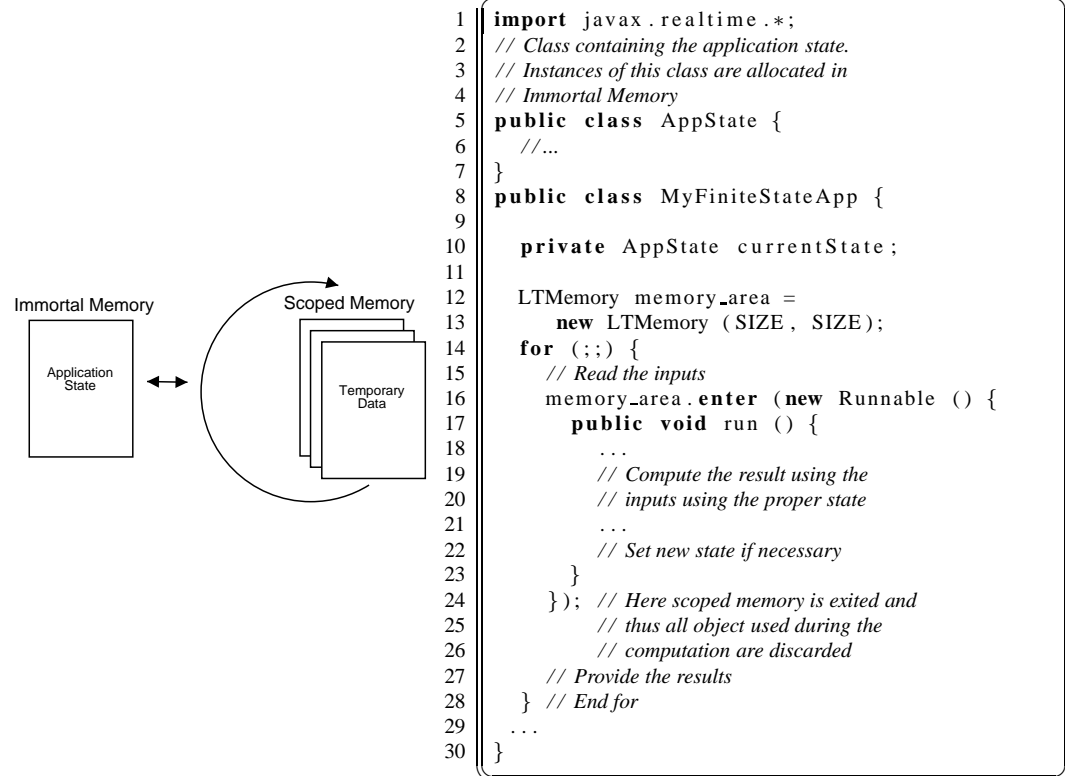 Immortal Memory
Application
State
Scoped Memory
Temporary
Data
1 import javax.realtime.*;
2 // Class containing the application state.
3 // Instances of this class are allocated in
4 // Immortal Memory
5 public class AppState {
6 //...
7 }
8 public class MyFiniteStateApp {
9
10 private AppState currentState;
11
12 LTMemory memory_area =
13 new LTMemory (SIZE, SIZE);
14 for (;;) {
15 // Read the inputs
16 memory_area.enter (new Runnable () {
17 public void run () {
18 ...
19 // Compute the result using the
20 // inputs using the proper state
21 ...
22 // Set new state if necessary
23 }
24 }); // Here scoped memory is exited and
25 // thus all object used during the
26 // computation are discarded
27 // Provide the results
28 } // End for
29 ...
30 }